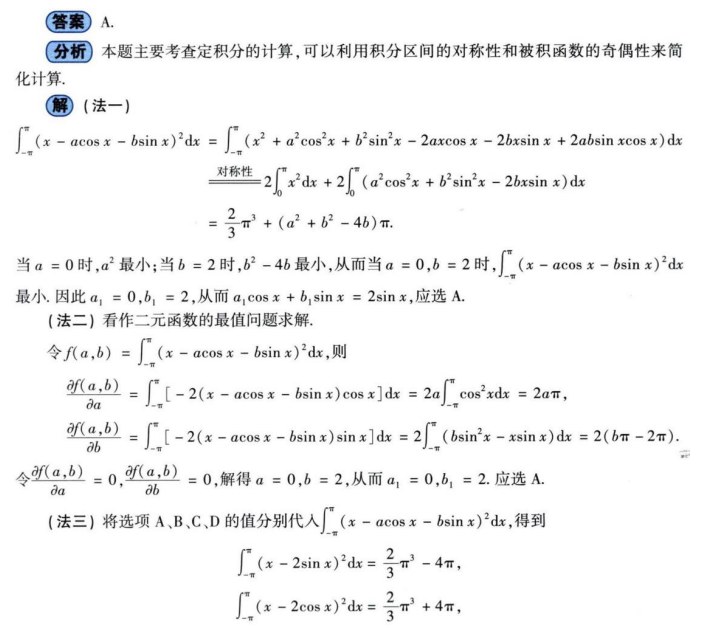 答案 A.
分析 本题主要考查定积分的计算,可以利用积分区间的对称性和被积函数的奇偶性来简
化计算.
解 (法一)
∫_{-π}^{π}(x - acos x - bsin x)²dx = ∫_{-π}^{π}(x² + a²cos²x + b²sin²x - 2axcos x - 2bxsin x + 2absin xcos x)dx
对称性
═══ 2∫_0^π x²dx + 2∫_0^π(a²cos²x + b²sin²x - 2bxsin x)dx
= 2/3 π³ + (a² + b² - 4b)π.
当 a = 0 时,a² 最小;当 b = 2 时,b² - 4b 最小,从而当 a = 0,b = 2 时,∫_{-π}^{π}(x - acos x - bsin x)²dx
最小. 因此 a₁ = 0,b₁ = 2,从而 a₁cos x + b₁sin x = 2sin x,应选 A.
(法二) 看作二元函数的最值问题求解.
令 f(a,b) = ∫_{-π}^{π}(x - acos x - bsin x)²dx,则
∂f(a,b)/∂a = ∫_{-π}^{π}[- 2(x - acos x - bsin x)cos x]dx = 2a∫_{-π}^{π}cos²xdx = 2aπ,
∂f(a,b)/∂b = ∫_{-π}^{π}[- 2(x - acos x - bsin x)sin x]dx = 2∫_{-π}^{π}(bsin²x - xsin x)dx = 2(bπ - 2π).
令 ∂f(a,b)/∂a = 0,∂f(a,b)/∂b = 0,解得 a = 0,b = 2,从而 a₁ = 0,b₁ = 2. 应选 A.
(法三) 将选项 A、B、C、D 的值分别代入∫_{-π}^{π}(x - acos x - bsin x)²dx,得到
∫_{-π}^{π}(x - 2sin x)²dx = 2/3 π³ - 4π,
∫_{-π}^{π}(x - 2cos x)²dx = 2/3 π³ + 4π,